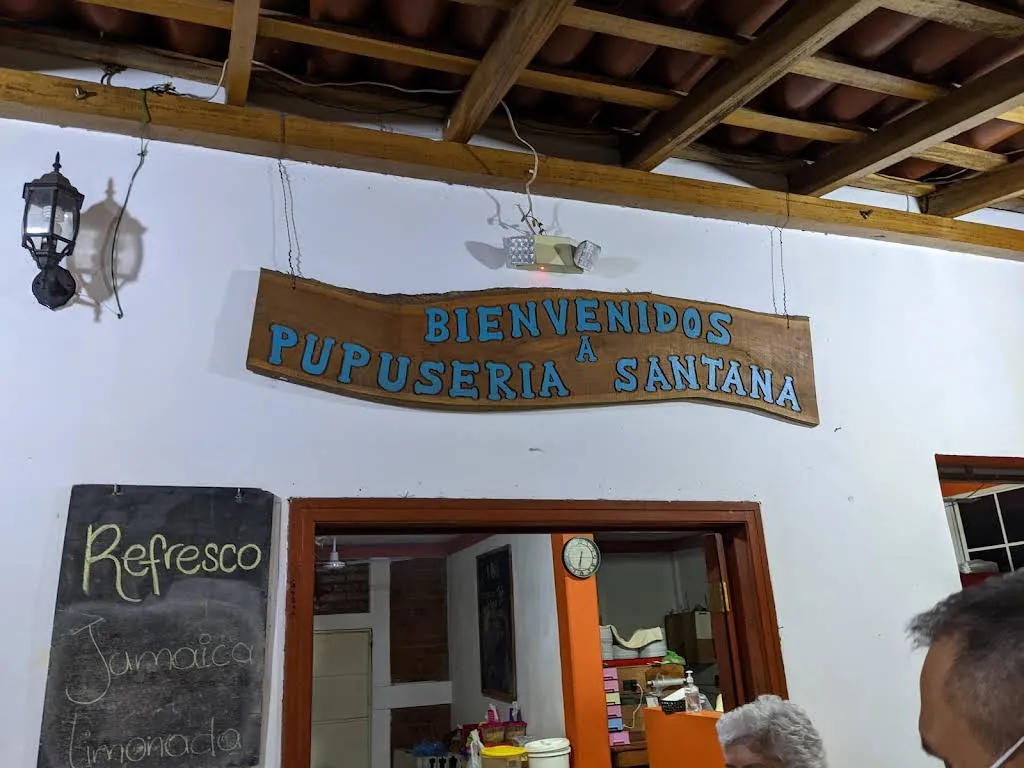 BIENVENIDOS
A
PUPUSERIA SANTANA
Refresco
Jamaica
Limonada